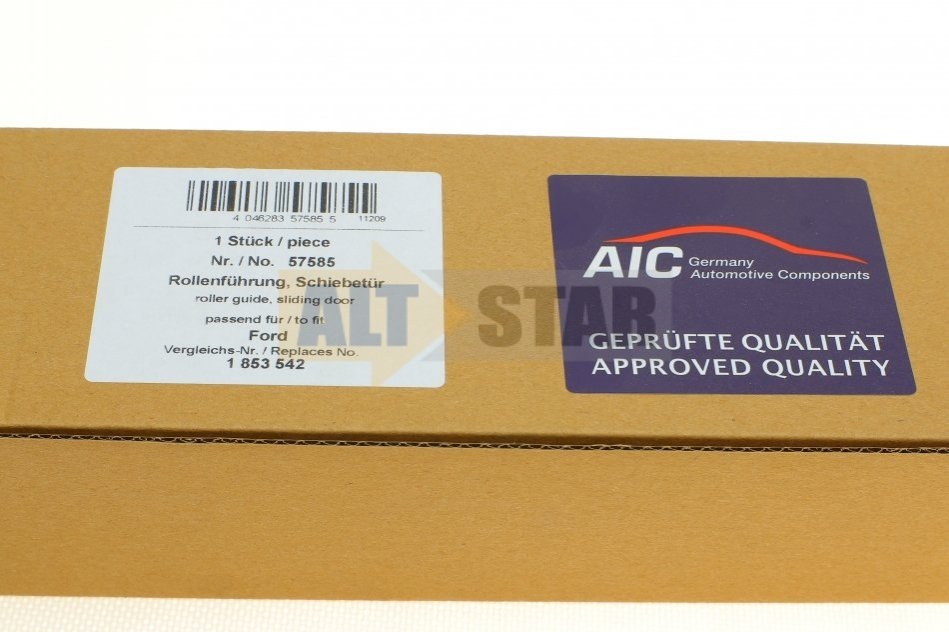 4 046283 57585 5 11209
1 Stück / piece
Nr. / No. 57585
Rollenführung, Schiebetür
roller guide, sliding door
passend für / to fit
Ford
Vergleichs-Nr. / Replaces No.
1 853 542
AIC Germany
Automotive Components
GEPRÜFTE QUALITÄT
APPROVED QUALITY
ALT STAR